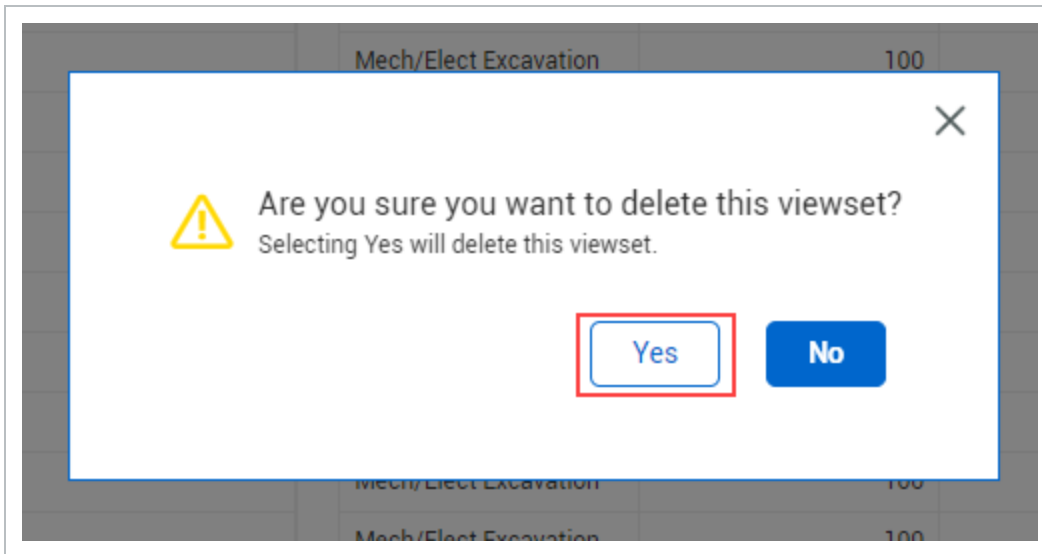 Mech/Elect Excavation 100
Are you sure you want to delete this viewset?
Selecting Yes will delete this viewset.
Yes No
Mech/Elect Excavation 100
Mech/Elect Excavation 100